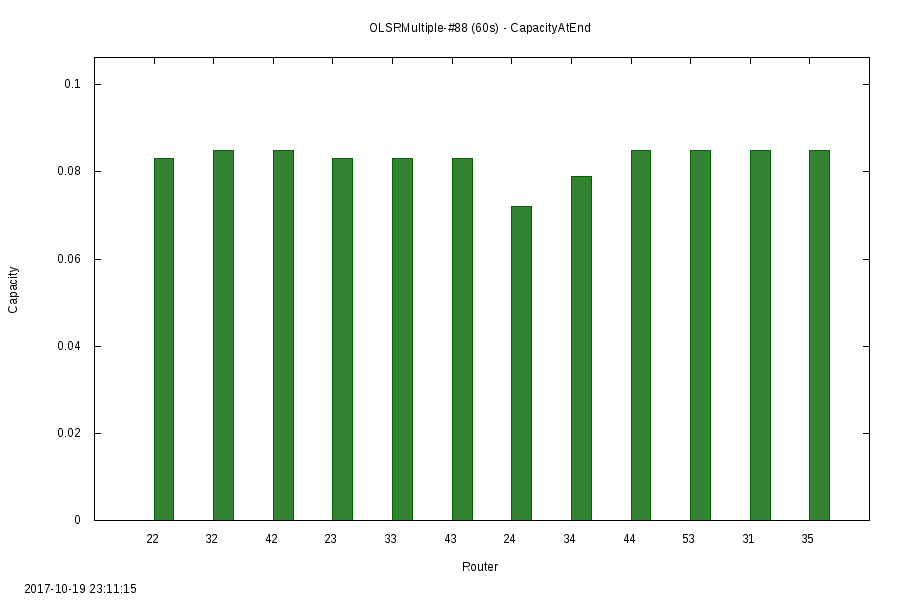 OLSRMultiple-#88 (60s) - CapacityAtEnd
0.1
0.08
0.06
0.04
0.02
0
Capacity
22 32 42 23 33 43 24 34 44 53 31 35
Router
2017-10-19 23:11:15